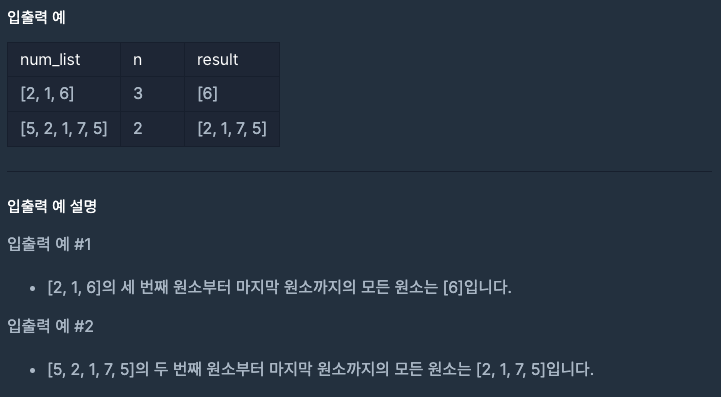 입출력 예
num_list n result
[2, 1, 6] 3 [6]
[5, 2, 1, 7, 5] 2 [2, 1, 7, 5]
입출력 예 설명
입출력 예 #1
• [2, 1, 6]의 세 번째 원소부터 마지막 원소까지의 모든 원소는 [6]입니다.
입출력 예 #2
• [5, 2, 1, 7, 5]의 두 번째 원소부터 마지막 원소까지의 모든 원소는 [2, 1, 7, 5]입니다.